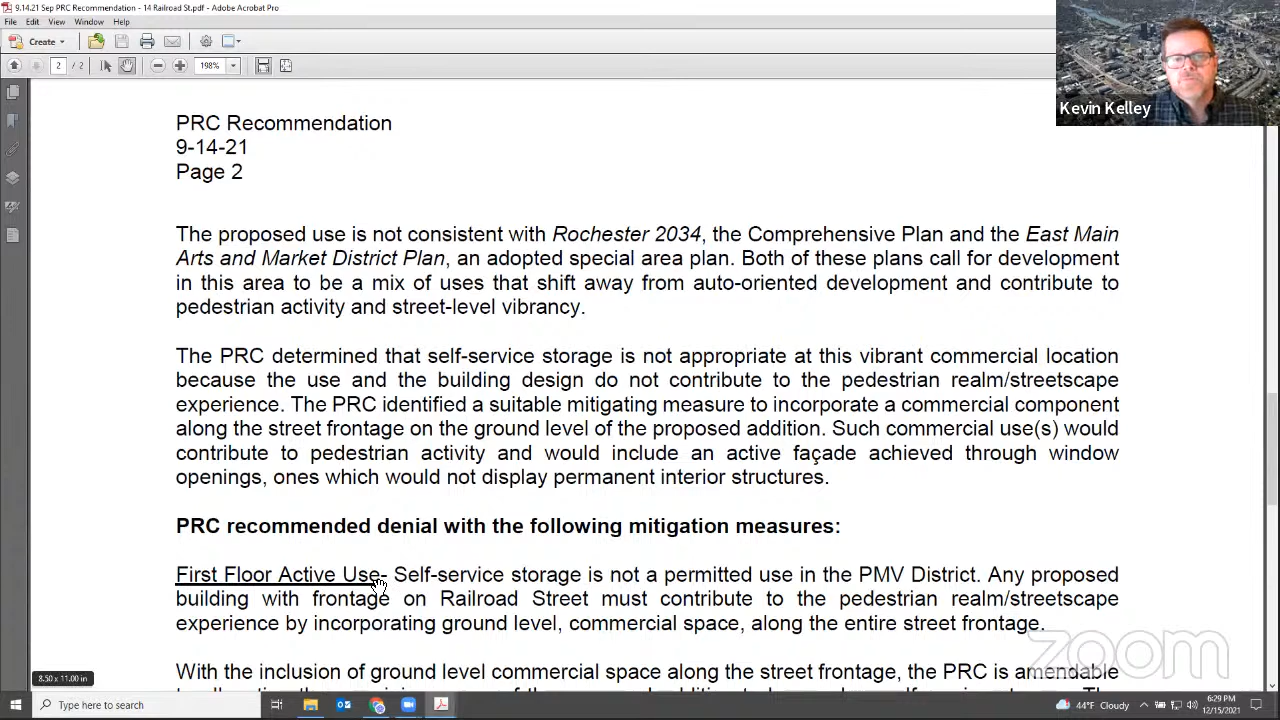 9.14.21 Sep PRC Recommendation - 14 Railroad St.pdf - Adobe Acrobat Pro
File Edit View Window Help
Create
2 / 2 198%
Kevin Kelley
PRC Recommendation
9-14-21
Page 2
The proposed use is not consistent with Rochester 2034, the Comprehensive Plan and the East Main
Arts and Market District Plan, an adopted special area plan. Both of these plans call for development
in this area to be a mix of uses that shift away from auto-oriented development and contribute to
pedestrian activity and street-level vibrancy.
The PRC determined that self-service storage is not appropriate at this vibrant commercial location
because the use and the building design do not contribute to the pedestrian realm/streetscape
experience. The PRC identified a suitable mitigating measure to incorporate a commercial component
along the street frontage on the ground level of the proposed addition. Such commercial use(s) would
contribute to pedestrian activity and would include an active façade achieved through window
openings, ones which would not display permanent interior structures.
PRC recommended denial with the following mitigation measures:
First Floor Active Use- Self-service storage is not a permitted use in the PMV District. Any proposed
building with frontage on Railroad Street must contribute to the pedestrian realm/streetscape
experience by incorporating ground level, commercial space, along the entire street frontage.
With the inclusion of ground level commercial space along the street frontage, the PRC is amendable
zoom
8.50 x 11.00 in
Type here to search
44°F Cloudy
6:29 PM
12/15/2021